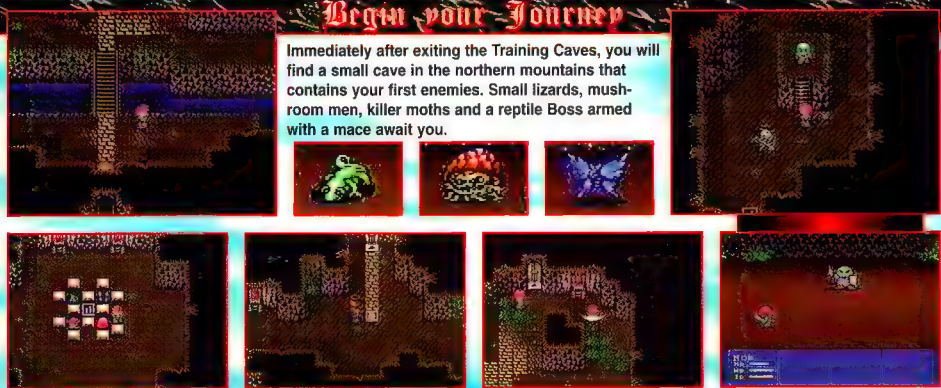 Begin your Journey
Immediately after exiting the Training Caves, you will
find a small cave in the northern mountains that
contains your first enemies. Small lizards, mush-
room men, killer moths and a reptile Boss armed
with a mace await you.